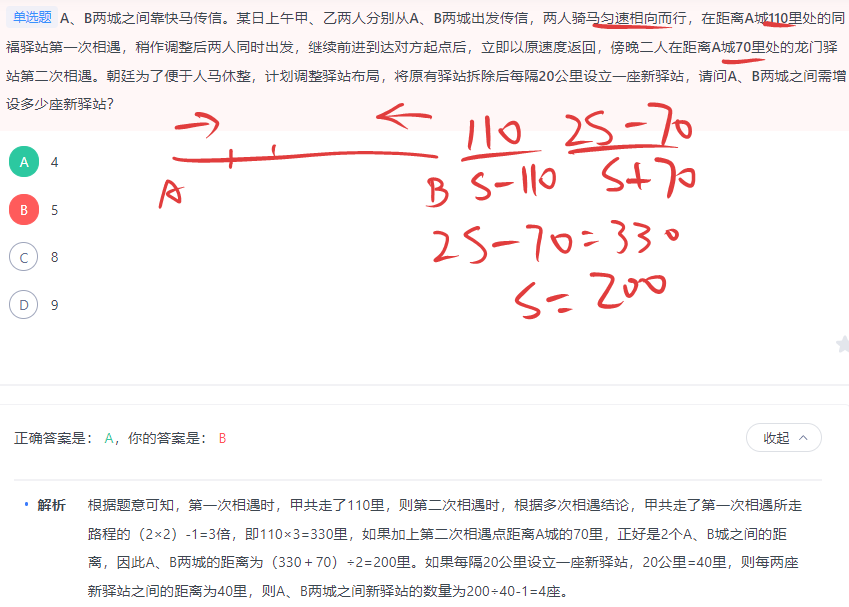 单选题 A、B两城之间靠快马传信。某日上午甲、乙两人分别从A、B两城出发传信，两人骑马匀速相向而行，在距离A城110里处的同
福驿站第一次相遇，稍作调整后两人同时出发，继续前进到达对方起点后，立即以原速度返回，傍晚二人在距离A城70里处的龙门驿
站第二次相遇。朝廷为了便于人马休整，计划调整驿站布局，将原有驿站拆除后每隔20公里设立一座新驿站，请问A、B两城之间需增
设多少座新驿站？
110 2S-70
A B S-110 S+70
2S-70=330
S=200
A 4
B 5
C 8
D 9
正确答案是： A，你的答案是： B
收起
解析 根据题意可知，第一次相遇时，甲共走了110里，则第二次相遇时，根据多次相遇结论，甲共走了第一次相遇所走
路程的（2×2）-1=3倍，即110×3=330里，如果加上第二次相遇点距离A城的70里，正好是2个A、B城之间的距
离，因此A、B两城的距离为（330＋70）÷2=200里。如果每隔20公里设立一座新驿站，20公里=40里，则每两座
新驿站之间的距离为40里，则A、B两城之间新驿站的数量为200÷40-1=4座。